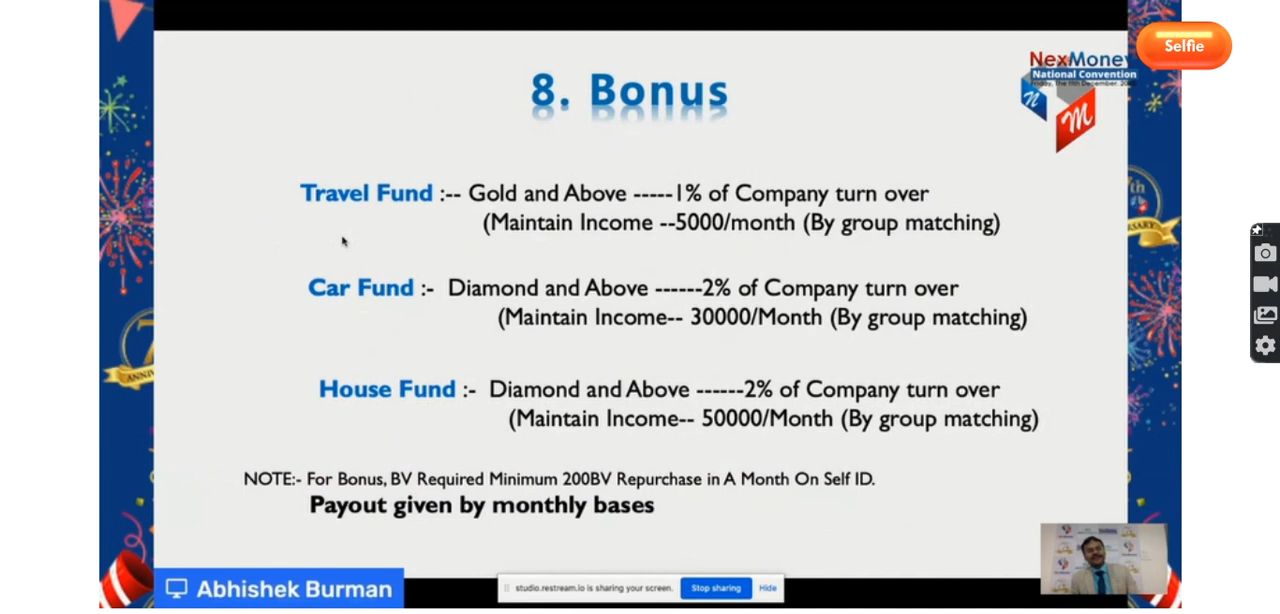 Selfie
NexMoney
National Convention
8. Bonus
Travel Fund :-- Gold and Above -----1% of Company turn over
(Maintain Income --5000/month (By group matching)
Car Fund :- Diamond and Above ------2% of Company turn over
(Maintain Income-- 30000/Month (By group matching)
House Fund :- Diamond and Above ------2% of Company turn over
(Maintain Income-- 50000/Month (By group matching)
NOTE:- For Bonus, BV Required Minimum 200BV Repurchase in A Month On Self ID.
Payout given by monthly bases
Abhishek Burman
studio.restream.io is sharing your screen.
Stop sharing
Hide